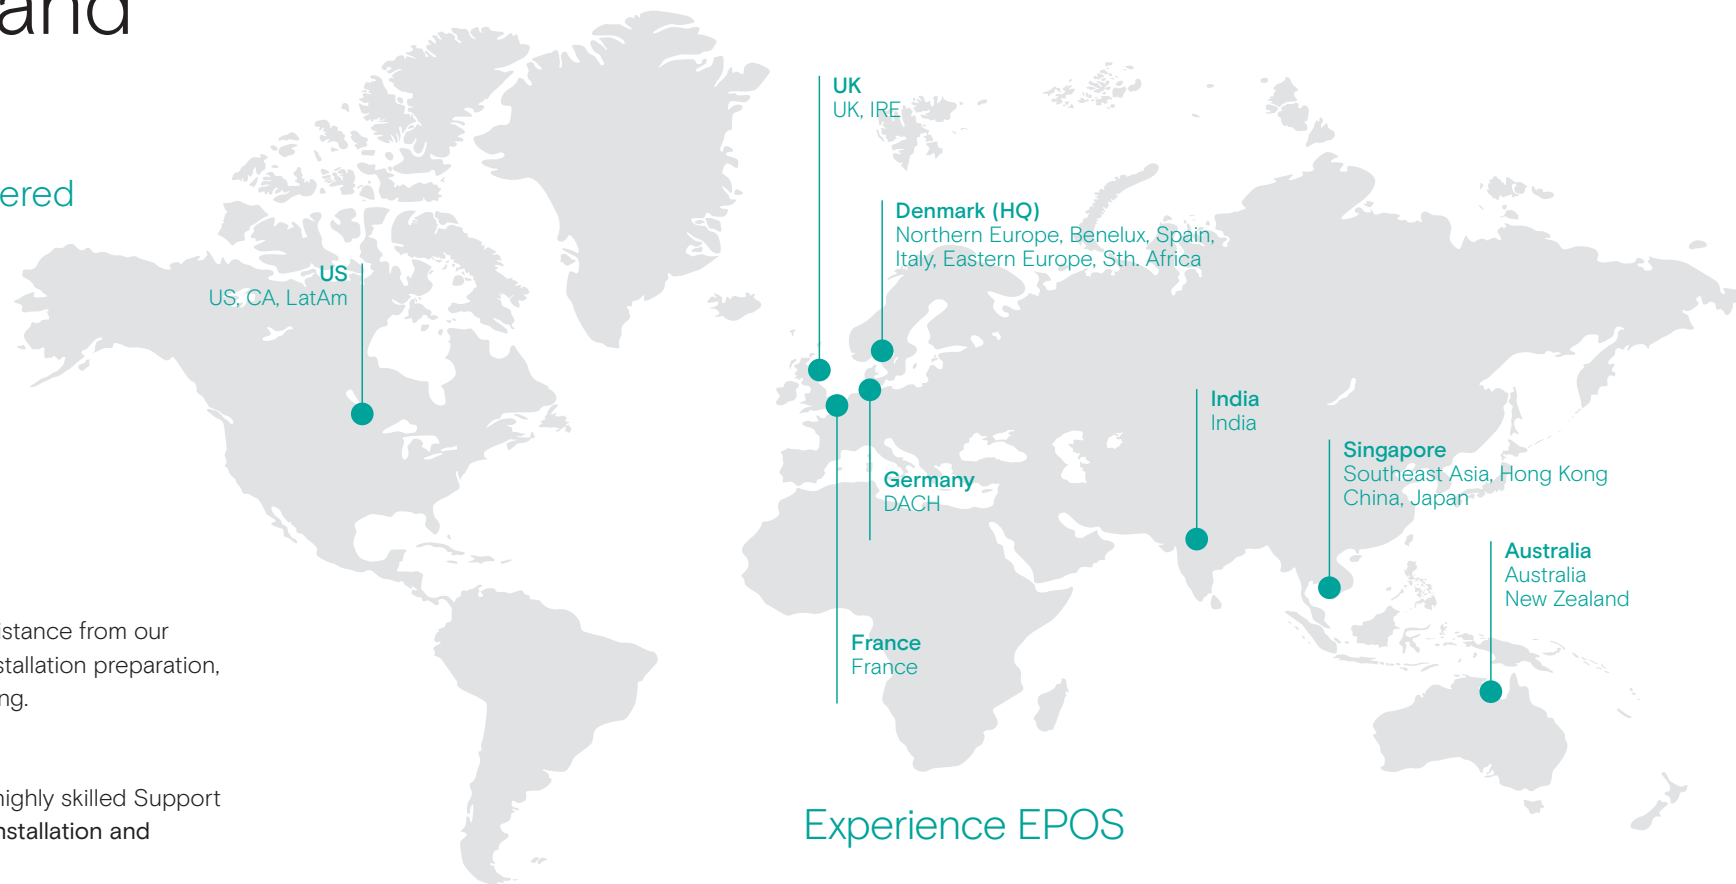 and
ered
UK
UK, IRE
Denmark (HQ)
Northern Europe, Benelux, Spain,
Italy, Eastern Europe, Sth. Africa
US
US, CA, LatAm
India
India
Singapore
Southeast Asia, Hong Kong
China, Japan
Germany
DACH
Australia
Australia
New Zealand
France
France
istance from our
stallation preparation,
ng.
highly skilled Support
nstallation and
Experience EPOS